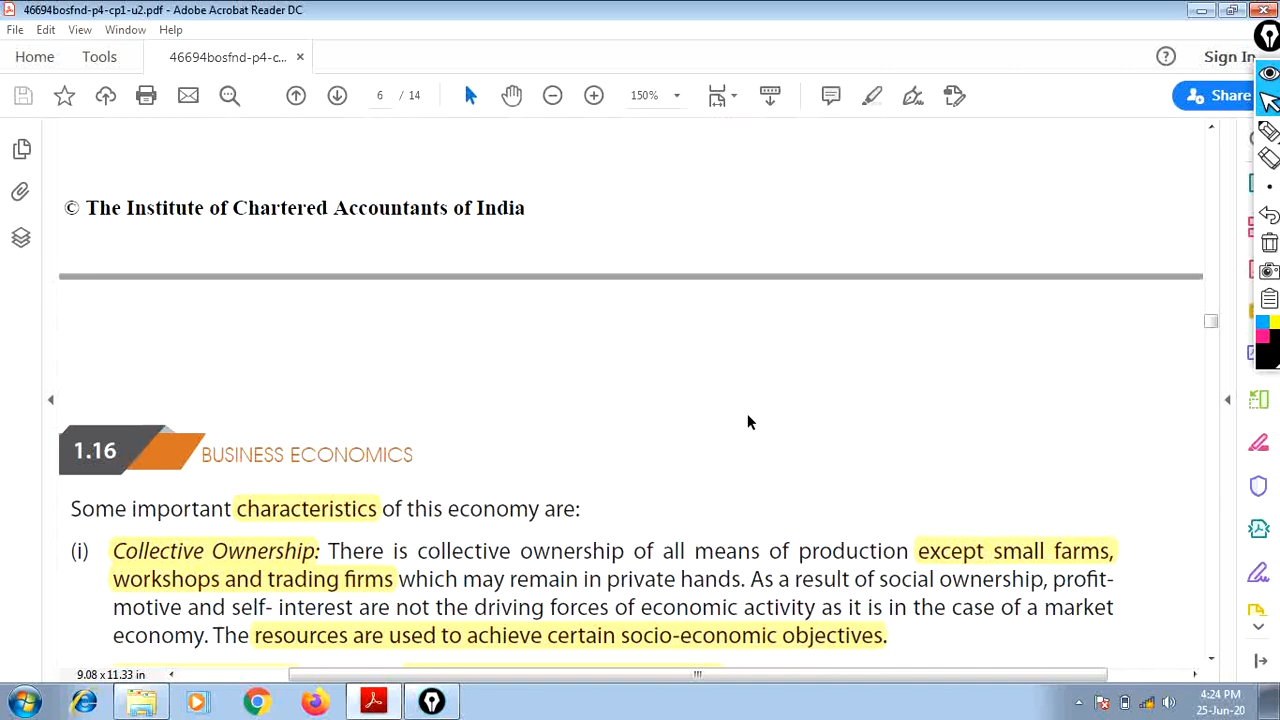 46694bosfnd-p4-cp1-u2.pdf - Adobe Acrobat Reader DC
File Edit View Window Help
Home Tools 46694bosfnd-p4-c... × Sign In
6 / 14 150% Share
© The Institute of Chartered Accountants of India
1.16 BUSINESS ECONOMICS
Some important characteristics of this economy are:
(i) Collective Ownership: There is collective ownership of all means of production except small farms,
workshops and trading firms which may remain in private hands. As a result of social ownership, profit-
motive and self- interest are not the driving forces of economic activity as it is in the case of a market
economy. The resources are used to achieve certain socio-economic objectives.
9.08 x 11.33 in
4:24 PM
25-Jun-20